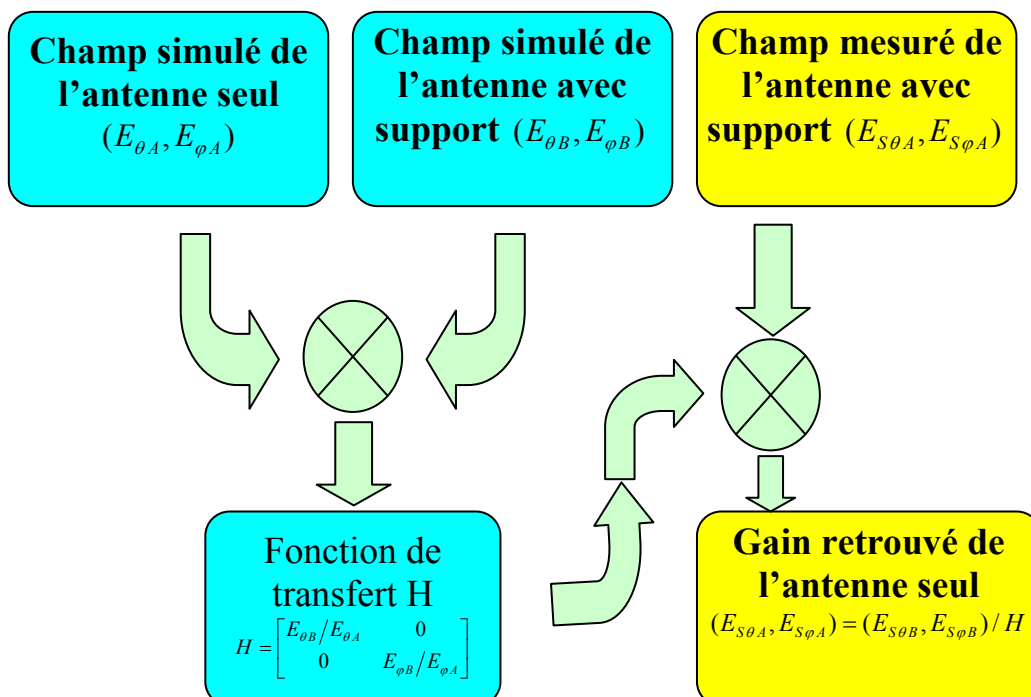 Champ simulé de
l’antenne seul
(E_{θA}, E_{φA})
Champ simulé de
l’antenne avec
support (E_{θB}, E_{φB})
Champ mesuré de
l’antenne avec
support (E_{SθA}, E_{SφA})
Fonction de
transfert H
H = [E_{θB}/E_{θA} 0
0 E_{φB}/E_{φA}]
Gain retrouvé de
l’antenne seul
(E_{SθA}, E_{SφA}) = (E_{SθB}, E_{SφB}) / H